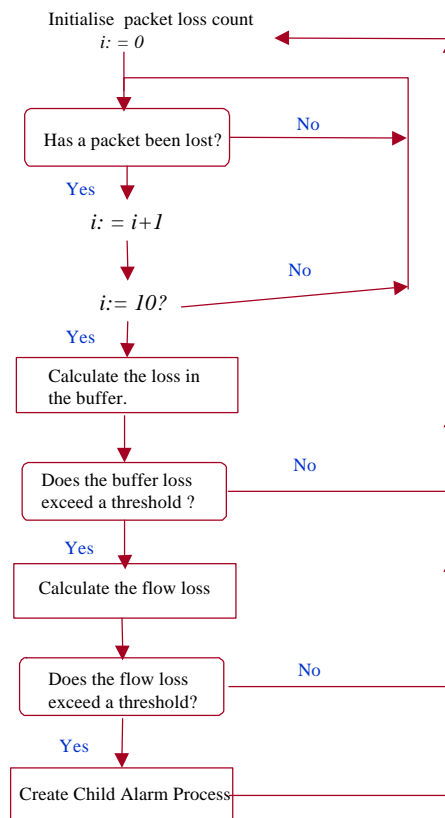 Initialise packet loss count
i: = 0
Has a packet been lost?
No
Yes
i: = i+1
No
i:= 10?
Yes
Calculate the loss in
the buffer.
No
Does the buffer loss
exceed a threshold ?
Yes
Calculate the flow loss
No
Does the flow loss
exceed a threshold?
Yes
Create Child Alarm Process